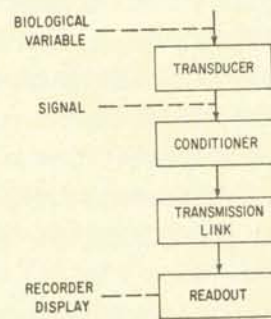 BIOLOGICAL
VARIABLE
TRANSDUCER
SIGNAL
CONDITIONER
TRANSMISSION
LINK
RECORDER
DISPLAY
READOUT